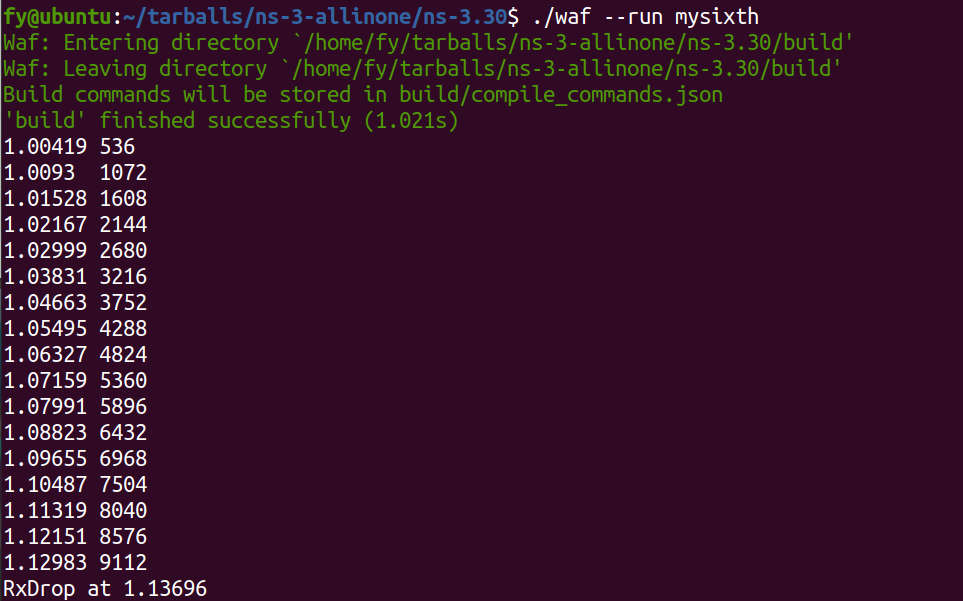 fy@ubuntu:~/tarballs/ns-3-allinone/ns-3.30$ ./waf --run mysixth
Waf: Entering directory `/home/fy/tarballs/ns-3-allinone/ns-3.30/build'
Waf: Leaving directory `/home/fy/tarballs/ns-3-allinone/ns-3.30/build'
Build commands will be stored in build/compile_commands.json
'build' finished successfully (1.021s)
1.00419 536
1.0093  1072
1.01528 1608
1.02167 2144
1.02999 2680
1.03831 3216
1.04663 3752
1.05495 4288
1.06327 4824
1.07159 5360
1.07991 5896
1.08823 6432
1.09655 6968
1.10487 7504
1.11319 8040
1.12151 8576
1.12983 9112
RxDrop at 1.13696